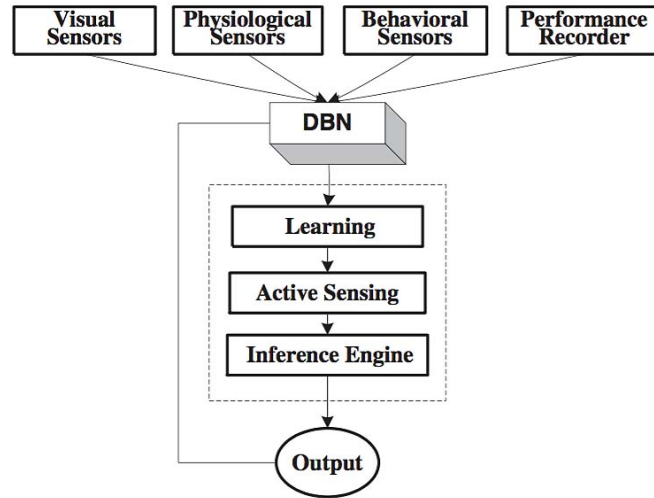 Visual
Sensors
Physiological
Sensors
Behavioral
Sensors
Performance
Recorder
DBN
Learning
Active Sensing
Inference Engine
Output